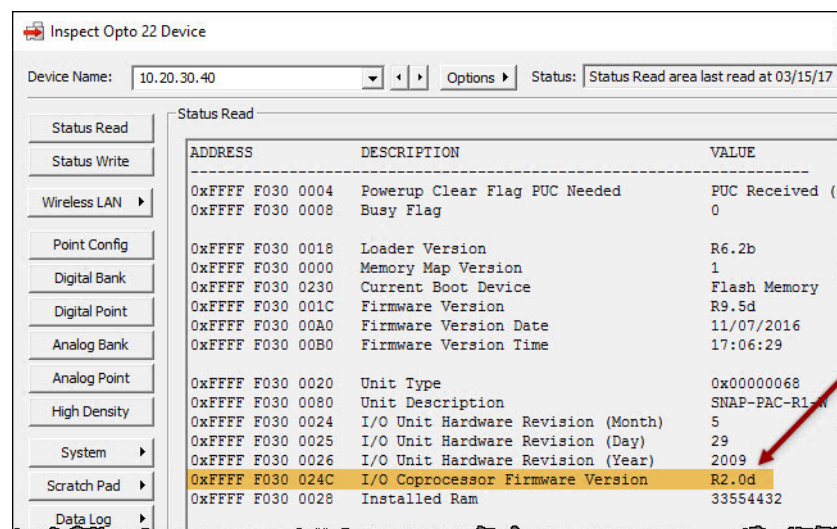 Inspect Opto 22 Device
Device Name: 10.20.30.40 Options Status: Status Read area last read at 03/15/17
Status Read
Status Read
Status Write
Wireless LAN
Point Config
Digital Bank
Digital Point
Analog Bank
Analog Point
High Density
System
Scratch Pad
Data Log
ADDRESS DESCRIPTION VALUE
0xFFFF F030 0004 Powerup Clear Flag PUC Needed PUC Received (
0xFFFF F030 0008 Busy Flag 0
0xFFFF F030 0018 Loader Version R6.2b
0xFFFF F030 0000 Memory Map Version 1
0xFFFF F030 0230 Current Boot Device Flash Memory
0xFFFF F030 001C Firmware Version R9.5d
0xFFFF F030 00A0 Firmware Version Date 11/07/2016
0xFFFF F030 00B0 Firmware Version Time 17:06:29
0xFFFF F030 0020 Unit Type 0x00000068
0xFFFF F030 0080 Unit Description SNAP-PAC-R1-W
0xFFFF F030 0024 I/O Unit Hardware Revision (Month) 5
0xFFFF F030 0025 I/O Unit Hardware Revision (Day) 29
0xFFFF F030 0026 I/O Unit Hardware Revision (Year) 2009
0xFFFF F030 024C I/O Coprocessor Firmware Version R2.0d
0xFFFF F030 0028 Installed Ram 33554432